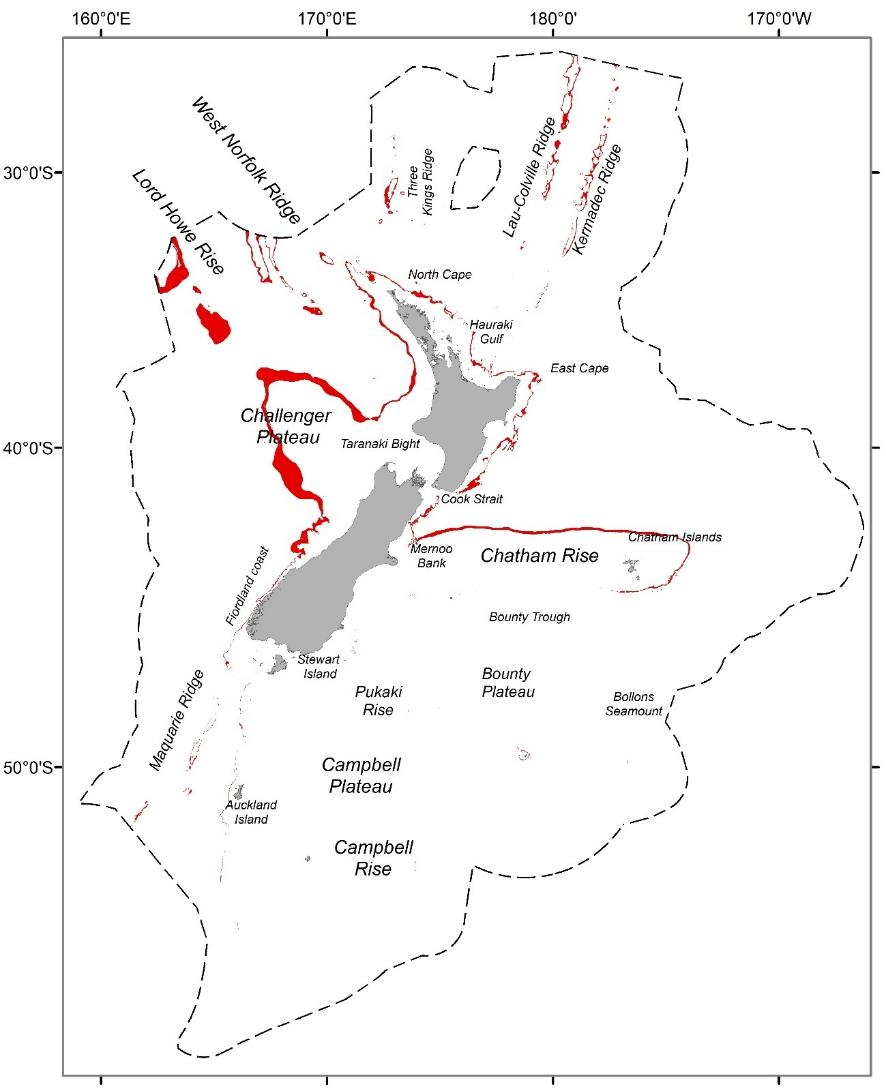 160°0'E
170°0'E
180°0'
170°0'W
West Norfolk Ridge
Lord Howe Rise
30°0'S
Three
Kings Ridge
Lau-Colville Ridge
Kermadec Ridge
North Cape
Hauraki
Gulf
East Cape
Challenger
Plateau
40°0'S
Taranaki Bight
Cook Strait
Mernoo
Bank
Chatham Rise
Chatham Islands
Fiordland coast
Bounty Trough
Stewart
Island
Pukaki
Rise
Bounty
Plateau
Bollons
Seamount
Maquarie Ridge
50°0'S
Campbell
Plateau
Auckland
Island
Campbell
Rise